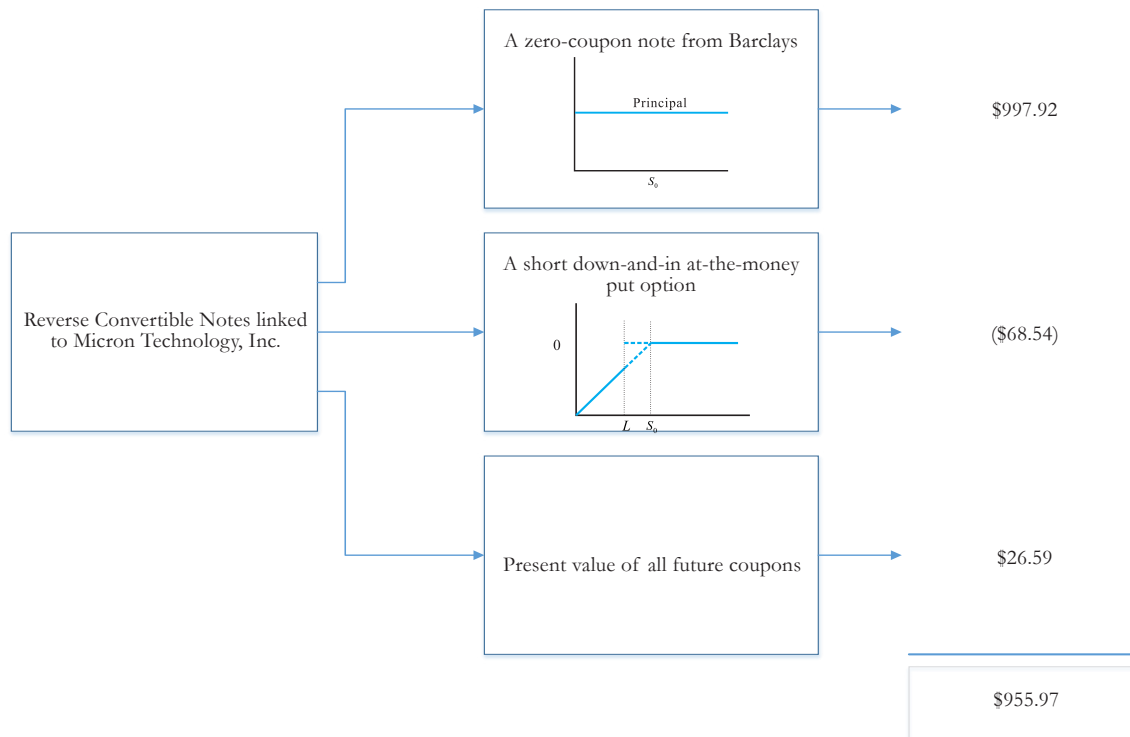 A zero-coupon note from Barclays
Principal
S₀
$997.92
Reverse Convertible Notes linked
to Micron Technology, Inc.
A short down-and-in at-the-money
put option
0
L S₀
($68.54)
Present value of all future coupons
$26.59
$955.97